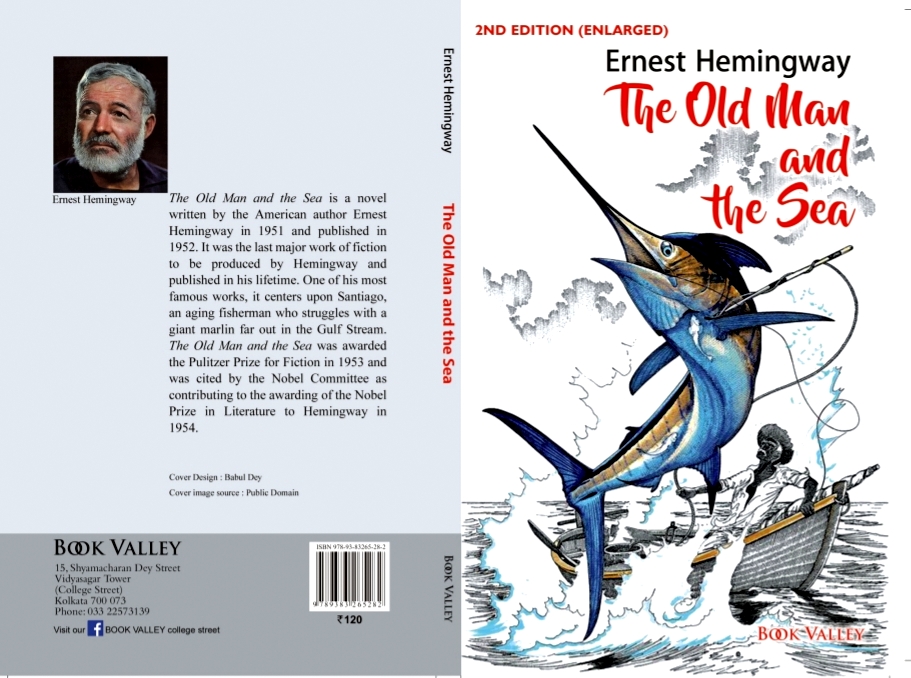 Ernest Hemingway
The Old Man and the Sea is a novel
written by the American author Ernest
Hemingway in 1951 and published in
1952. It was the last major work of fiction
to be produced by Hemingway and
published in his lifetime. One of his most
famous works, it centers upon Santiago,
an aging fisherman who struggles with a
giant marlin far out in the Gulf Stream.
The Old Man and the Sea was awarded
the Pulitzer Prize for Fiction in 1953 and
was cited by the Nobel Committee as
contributing to the awarding of the Nobel
Prize in Literature to Hemingway in
1954.
Cover Design : Babul Dey
Cover image source : Public Domain
BOOK VALLEY
15, Shyamacharan Dey Street
Vidyasagar Tower
(College Street)
Kolkata 700 073
Phone: 033 22573139
Visit our f BOOK VALLEY college street
ISBN 978-93-83265-28-2
9 789383 265282
₹ 120
Ernest Hemingway
The Old Man and the Sea
BOOK VALLEY
2ND EDITION (ENLARGED)
Ernest Hemingway
The Old Man
and
the Sea
BOOK VALLEY